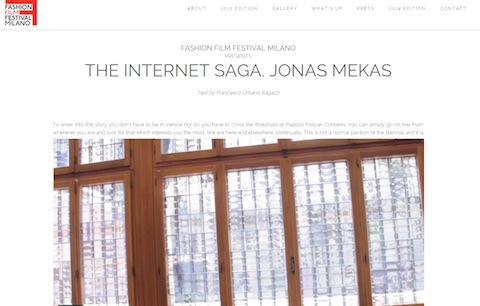 FASHION
FILM
FESTIVAL
MILANO
ABOUT 2015 EDITION GALLERY WHAT'S UP PRESS 2014 EDITION CONTACT
FASHION FILM FESTIVAL MILANO
PRESENTS
THE INTERNET SAGA. JONAS MEKAS
Text by Francesco Urbano Ragazzi
To enter into this story you don't have to be in Venice nor do you have to cross the threshold of Palazzo Foscari Contarini. You can simply go on line from
wherever you are and look for that which interests you the most. We are here and elsewhere, continually. This is not a normal pavilion of the Biennial and it is